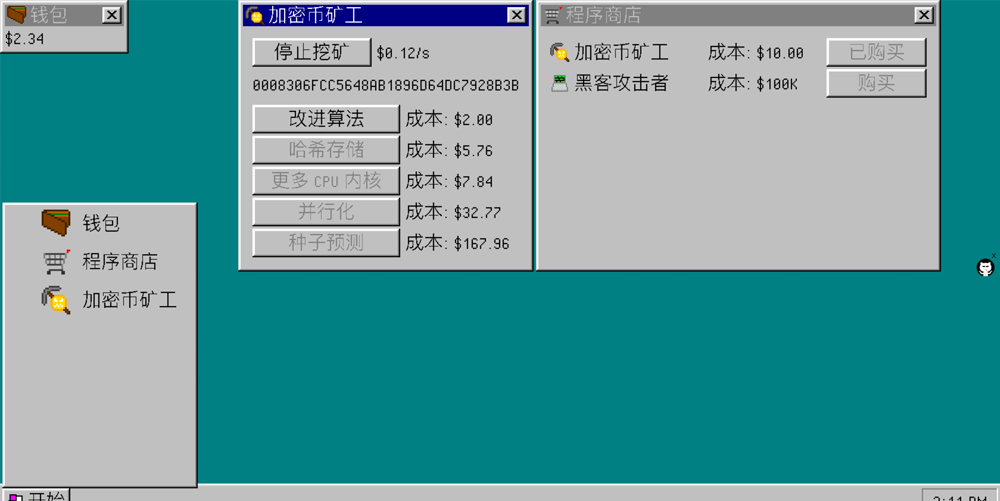 钱包
$2.34
加密币矿工
停止挖矿 $0.12/s
0008306FCC5648AB1896D64DC7928B3B
改进算法 成本: $2.00
哈希存储 成本: $5.76
更多 CPU 内核 成本: $7.84
并行化 成本: $32.77
种子预测 成本: $167.96
程序商店
加密币矿工 成本: $10.00 已购买
黑客攻击者 成本: $100K 购买
钱包
程序商店
加密币矿工
x
开始